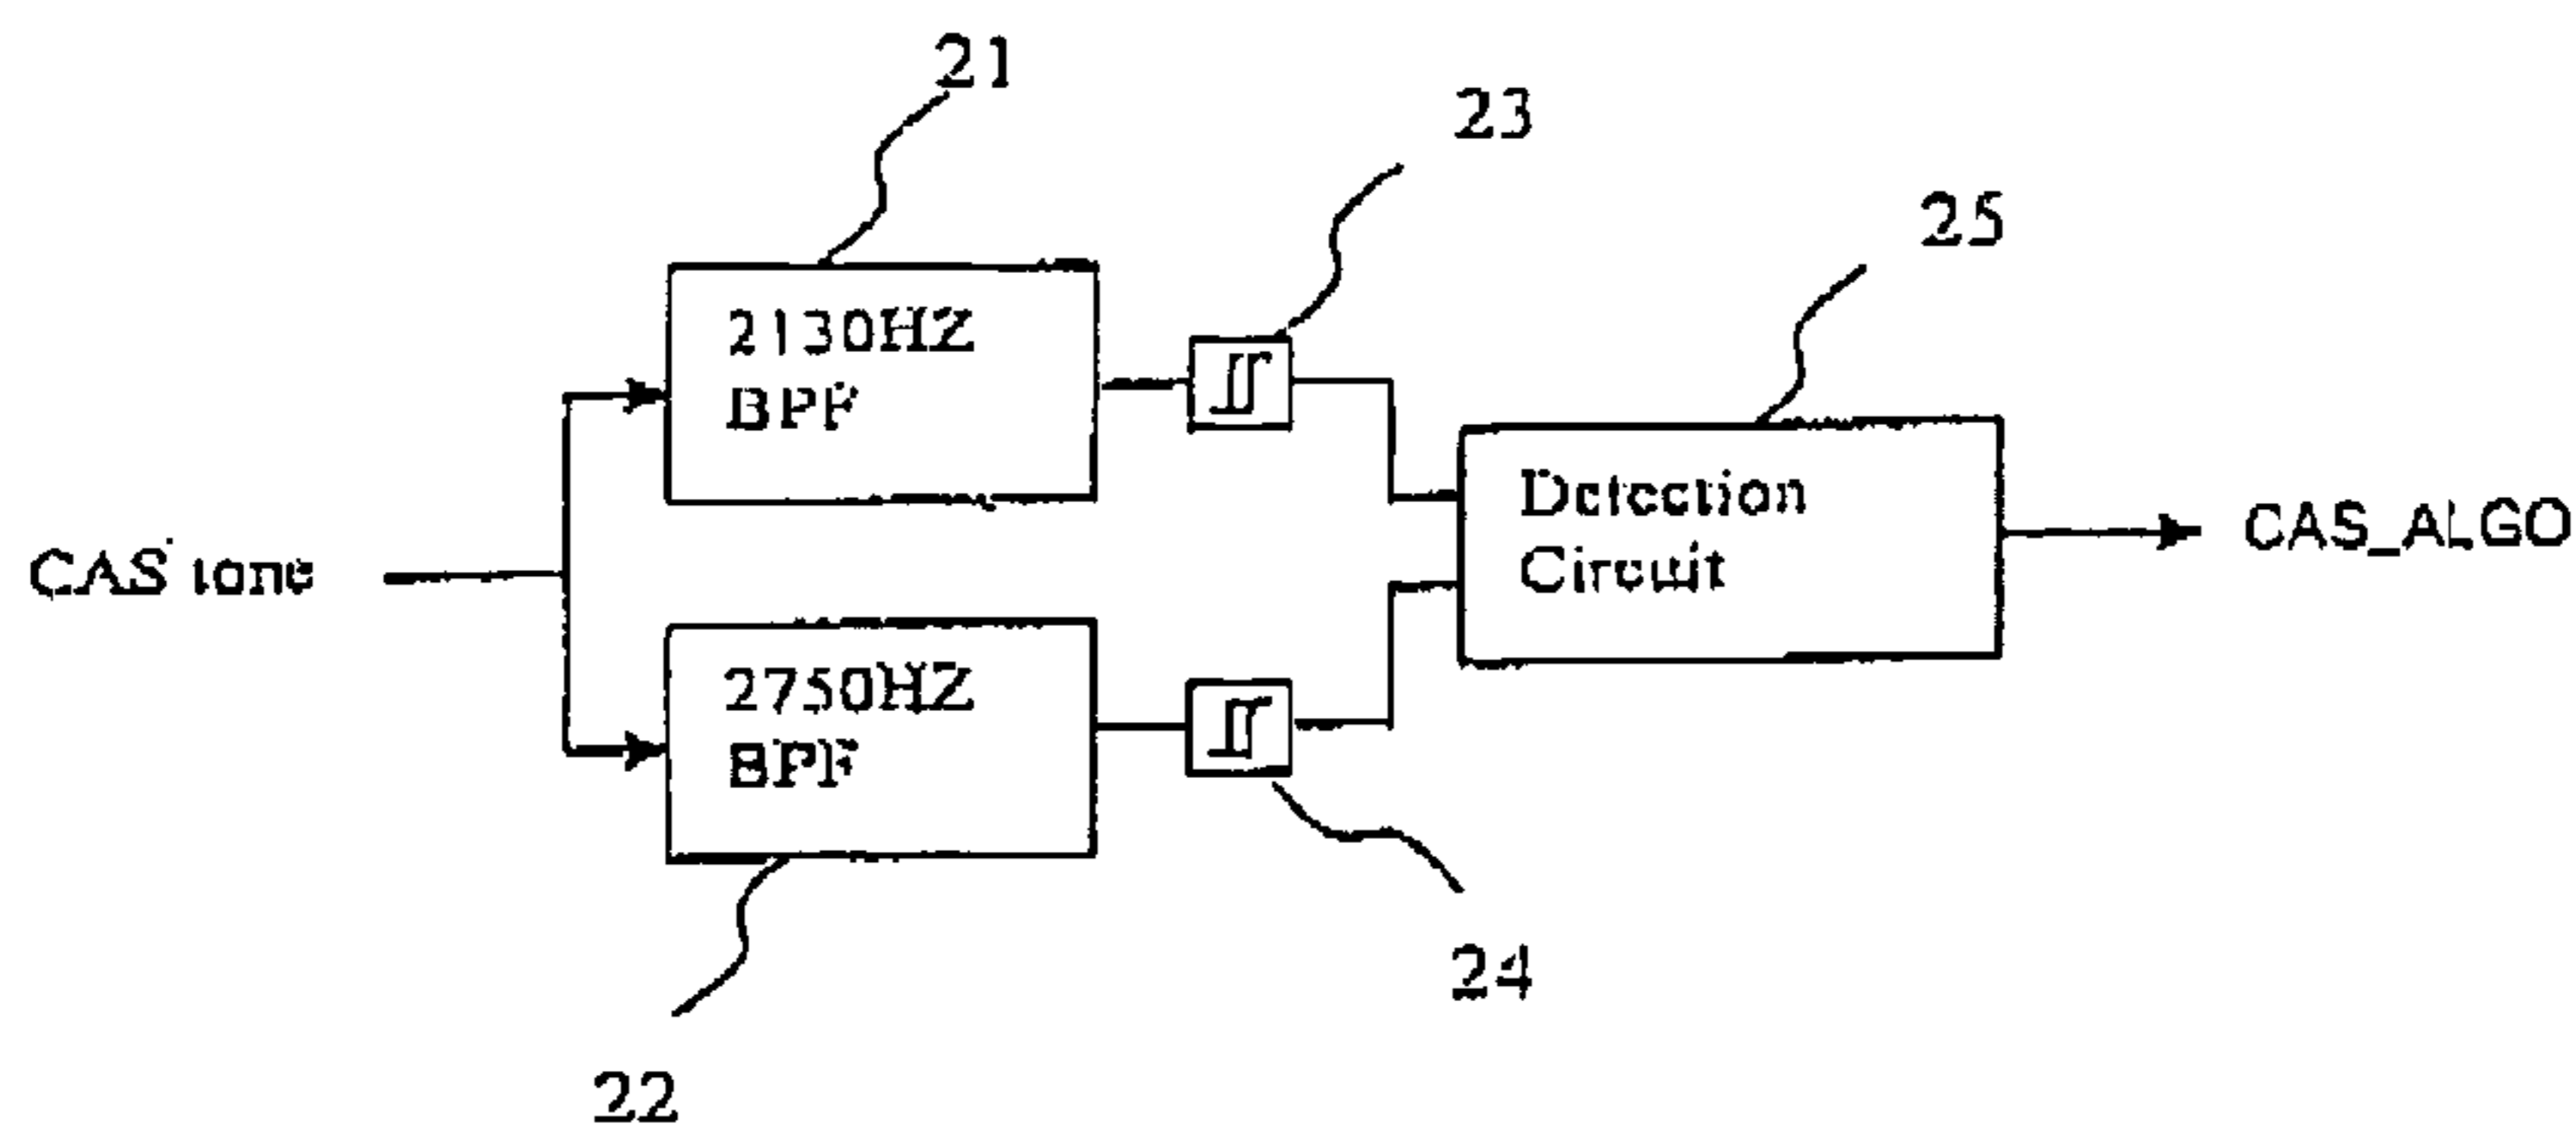 21
23
25
2130HZ
BPF
Detection
Circuit
CAS tone
CAS_ALGO
2750HZ
BPF
24
22